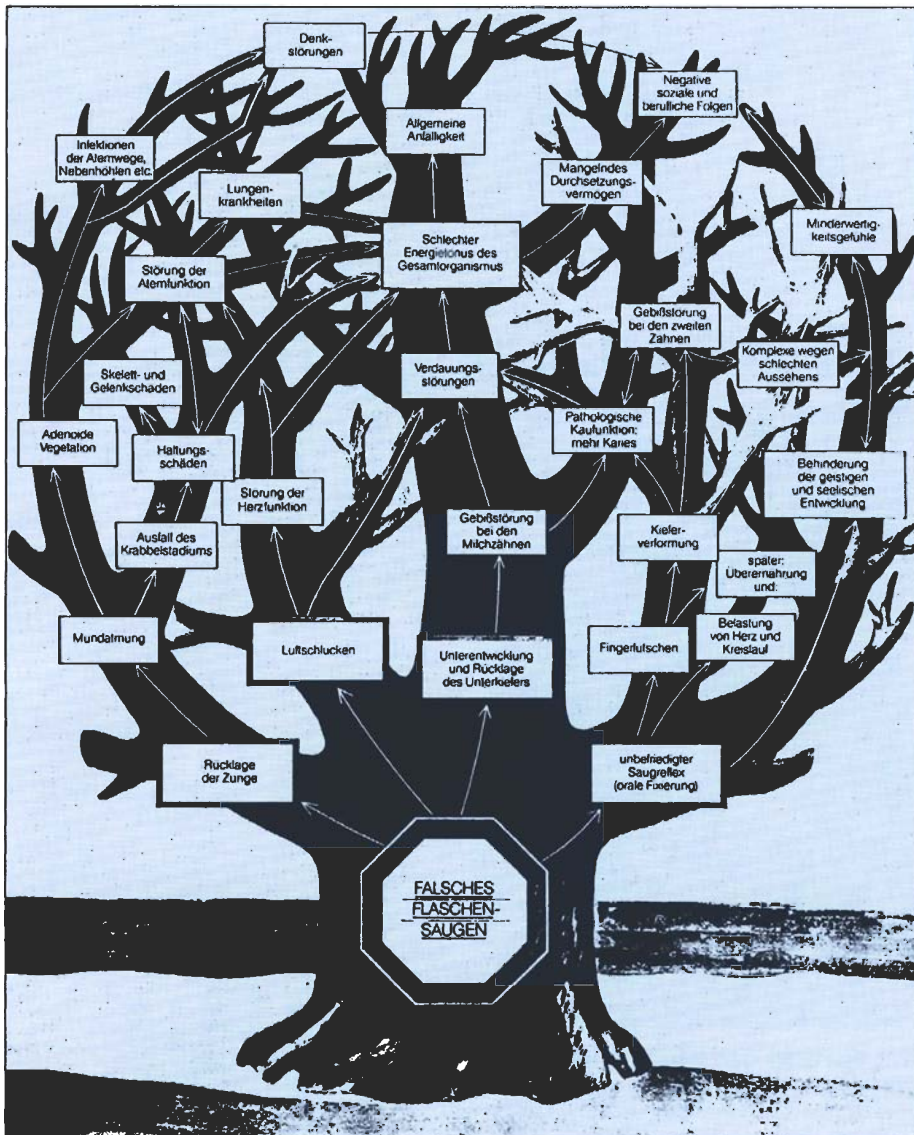 Denk-
störungen
Negative
soziale und
berufliche Folgen
Allgemeine
Anfälligkeit
Infektionen
der Atemwege,
Nebenhöhlen etc.
Mangelndes
Durchsetzungs-
vermögen
Lungen-
krankheiten
Minderwertig-
keitsgefühle
Schlechter
Energietonus des
Gesamtorganismus
Störung der
Atemfunktion
Gebißstörung
bei den zweiten
Zähnen
Komplexe wegen
schlechten
Aussehens
Skelett- und
Gelenkschäden
Verdauungs-
störungen
Pathologische
Kaufunktion;
mehr Karies
Adenoide
Vegetation
Haltungs-
schäden
Behinderung
der geistigen
und seelischen
Entwicklung
Störung der
Herzfunktion
Gebißstörung
bei den
Milchzähnen
Kiefer-
verformung
Ausfall des
Krabbelstadiums
später:
Überernährung
und:
Mundatmung
Luftschlucken
Unterentwicklung
und Rücklage
des Unterkiefers
Fingerlutschen
Belastung
von Herz und
Kreislauf
Rücklage
der Zunge
unbefriedigter
Saugreflex
(orale Fixierung)
FALSCHES
FLASCHEN-
SAUGEN